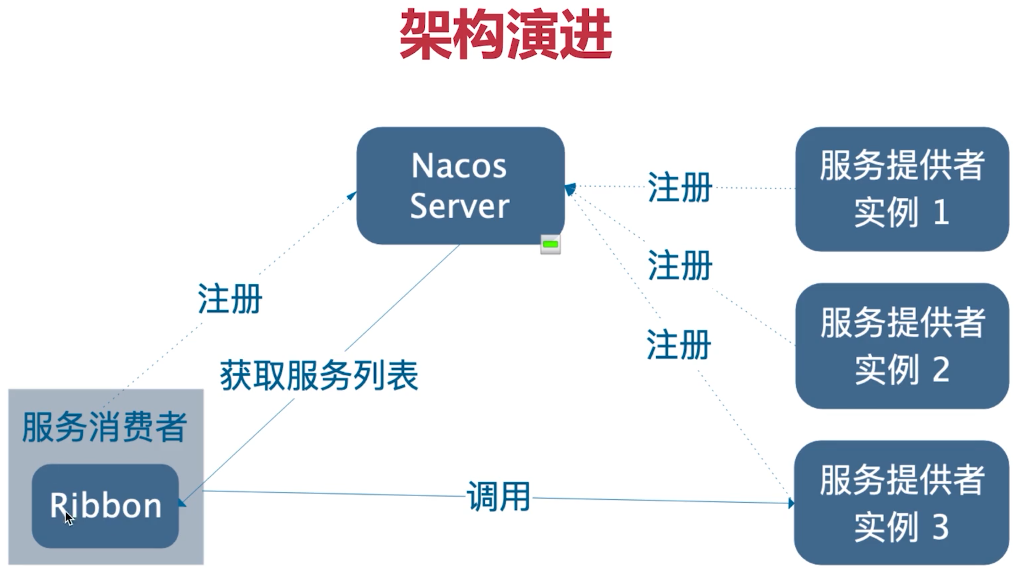 架构演进
Nacos
Server
服务提供者
实例 1
注册
注册
服务提供者
实例 2
注册
注册
获取服务列表
服务消费者
Ribbon
调用
服务提供者
实例 3